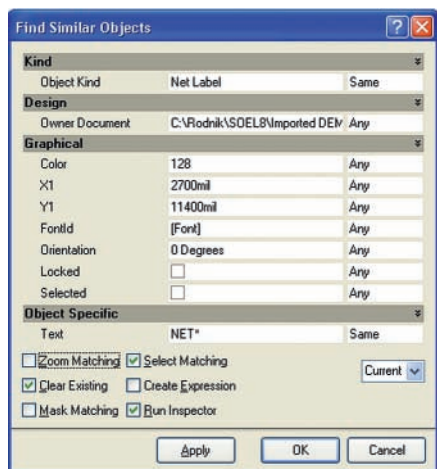 Find Similar Objects
Kind
Object Kind Net Label Same
Design
Owner Document C:\Rodnik\SOEL8\Imported DEM Any
Graphical
Color 128 Any
X1 2700mil Any
Y1 11400mil Any
FontId [Font] Any
Orientation 0 Degrees Any
Locked Any
Selected Any
Object Specific
Text NET* Same
Zoom Matching Select Matching
Current
Clear Existing Create Expression
Mask Matching Run Inspector
Apply OK Cancel